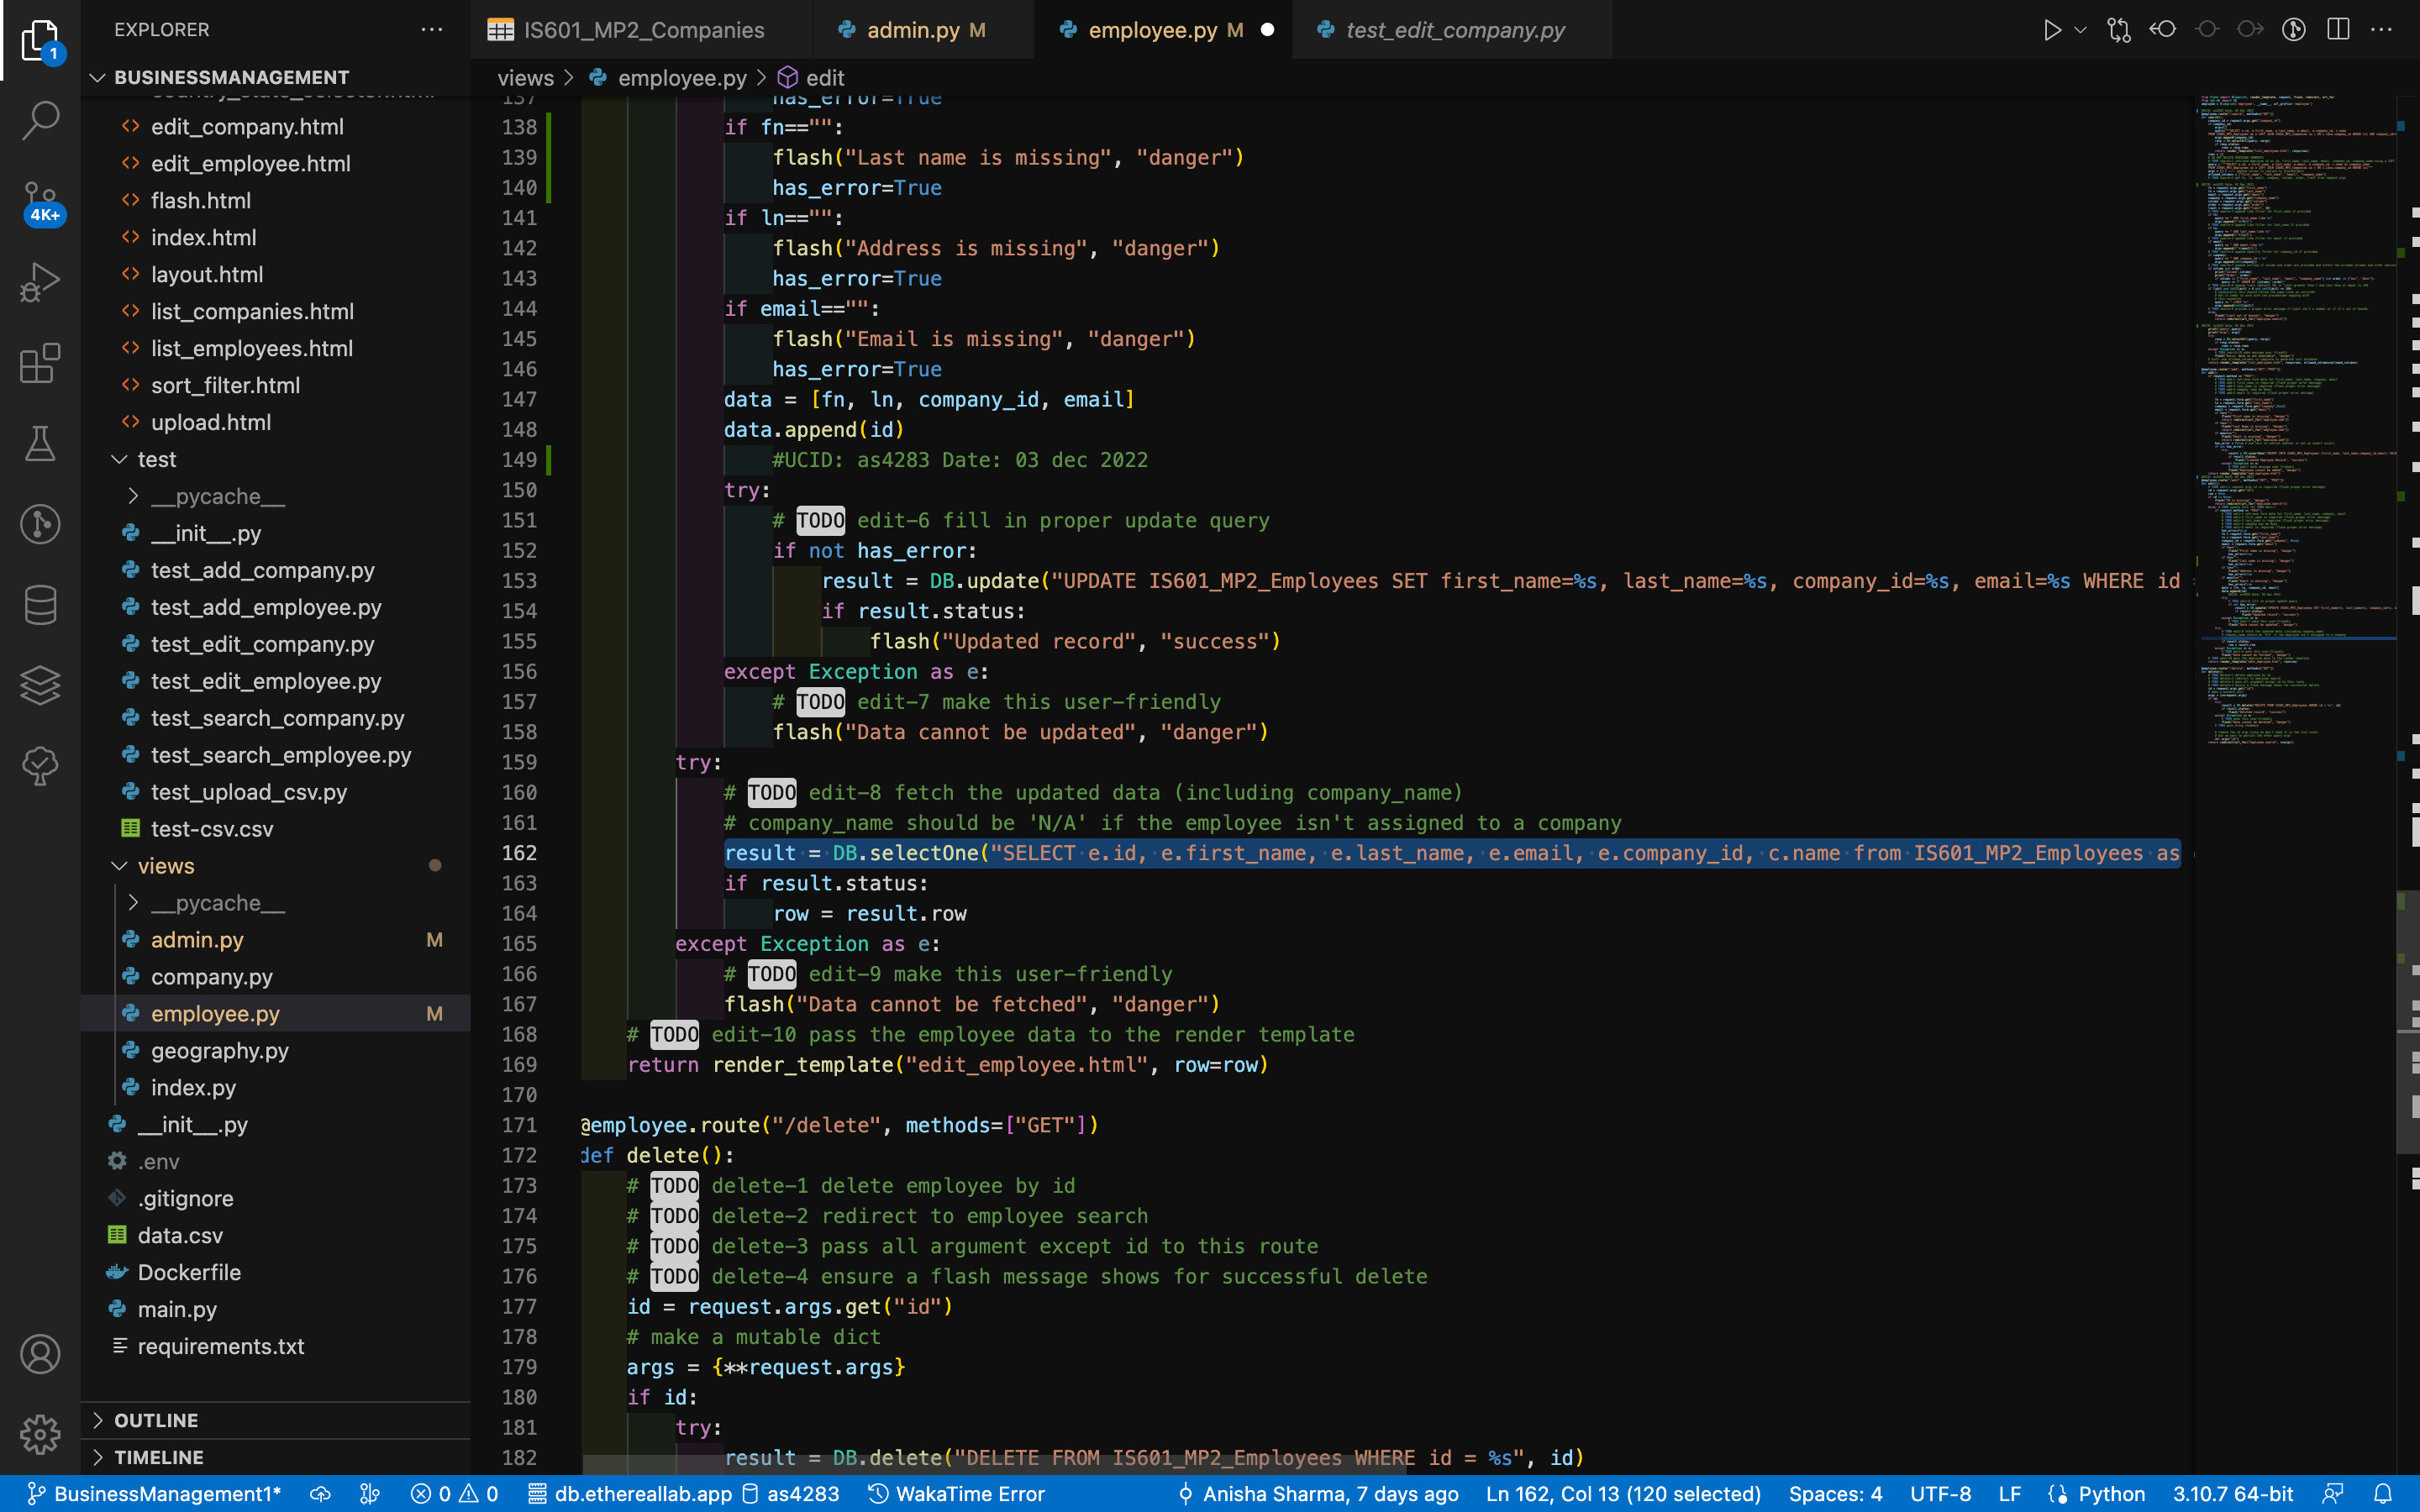 EXPLORER
BUSINESSMANAGEMENT
edit_company.html
edit_employee.html
flash.html
index.html
layout.html
list_companies.html
list_employees.html
sort_filter.html
upload.html
test
__pycache__
__init__.py
test_add_company.py
test_add_employee.py
test_edit_company.py
test_edit_employee.py
test_search_company.py
test_search_employee.py
test_upload_csv.py
test-csv.csv
views
__pycache__
admin.py M
company.py
employee.py M
geography.py
index.py
__init__.py
.env
.gitignore
data.csv
Dockerfile
main.py
requirements.txt
OUTLINE
TIMELINE
1
4K+
IS601_MP2_Companies
admin.py M
employee.py M
test_edit_company.py
views > employee.py > edit
137 has_error=True
138 if fn=="":
139 flash("Last name is missing", "danger")
140 has_error=True
141 if ln=="":
142 flash("Address is missing", "danger")
143 has_error=True
144 if email=="":
145 flash("Email is missing", "danger")
146 has_error=True
147 data = [fn, ln, company_id, email]
148 data.append(id)
149 #UCID: as4283 Date: 03 dec 2022
150 try:
151 # TODO edit-6 fill in proper update query
152 if not has_error:
153 result = DB.update("UPDATE IS601_MP2_Employees SET first_name=%s, last_name=%s, company_id=%s, email=%s WHERE id
154 if result.status:
155 flash("Updated record", "success")
156 except Exception as e:
157 # TODO edit-7 make this user-friendly
158 flash("Data cannot be updated", "danger")
159 try:
160 # TODO edit-8 fetch the updated data (including company_name)
161 # company_name should be 'N/A' if the employee isn't assigned to a company
162 result = DB.selectOne("SELECT e.id, e.first_name, e.last_name, e.email, e.company_id, c.name from IS601_MP2_Employees as
163 if result.status:
164 row = result.row
165 except Exception as e:
166 # TODO edit-9 make this user-friendly
167 flash("Data cannot be fetched", "danger")
168 # TODO edit-10 pass the employee data to the render template
169 return render_template("edit_employee.html", row=row)
170
171 @employee.route("/delete", methods=["GET"])
172 def delete():
173 # TODO delete-1 delete employee by id
174 # TODO delete-2 redirect to employee search
175 # TODO delete-3 pass all argument except id to this route
176 # TODO delete-4 ensure a flash message shows for successful delete
177 id = request.args.get("id")
178 # make a mutable dict
179 args = {**request.args}
180 if id:
181 try:
182 result = DB.delete("DELETE FROM IS601_MP2_Employees WHERE id = %s", id)
BusinessManagement1* 0 0 db.ethereallab.app as4283 WakaTime Error Anisha Sharma, 7 days ago Ln 162, Col 13 (120 selected) Spaces: 4 UTF-8 LF Python 3.10.7 64-bit